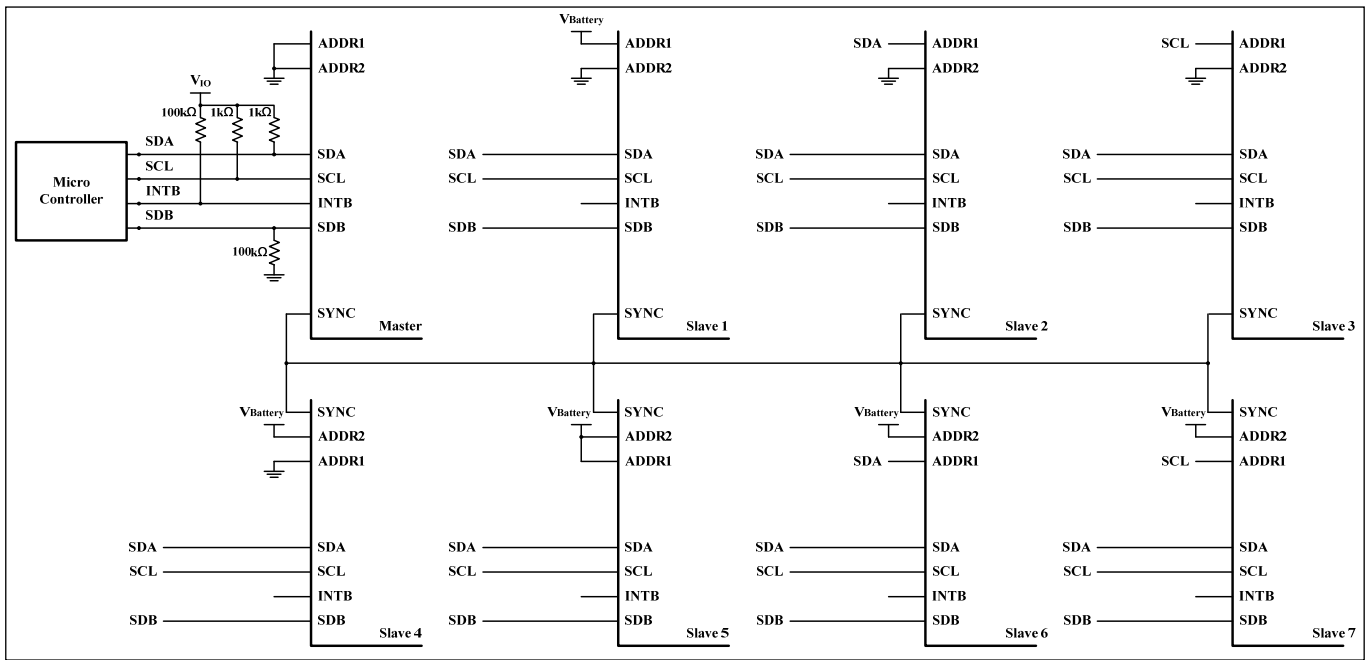 VBattery
ADDR1
ADDR2
SDA ADDR1
ADDR2
SCL ADDR1
ADDR2
ADDR1
ADDR2
VIO
100kΩ 1kΩ 1kΩ
Micro
Controller
SDA
SCL
INTB
SDB
100kΩ
SDA
SCL
INTB
SDB
SYNC
Master
SDA SDA
SCL SCL
INTB
SDB SDB
SYNC
Slave 1
SDA SDA
SCL SCL
INTB
SDB SDB
SYNC
Slave 2
SDA SDA
SCL SCL
INTB
SDB SDB
SYNC
Slave 3
VBattery SYNC
ADDR2
ADDR1
SDA SDA
SCL SCL
INTB
SDB SDB
Slave 4
VBattery SYNC
ADDR2
ADDR1
SDA SDA
SCL SCL
INTB
SDB SDB
Slave 5
VBattery SYNC
ADDR2
SDA ADDR1
SDA SDA
SCL SCL
INTB
SDB SDB
Slave 6
VBattery SYNC
ADDR2
SCL ADDR1
SDA SDA
SCL SCL
INTB
SDB SDB
Slave 7